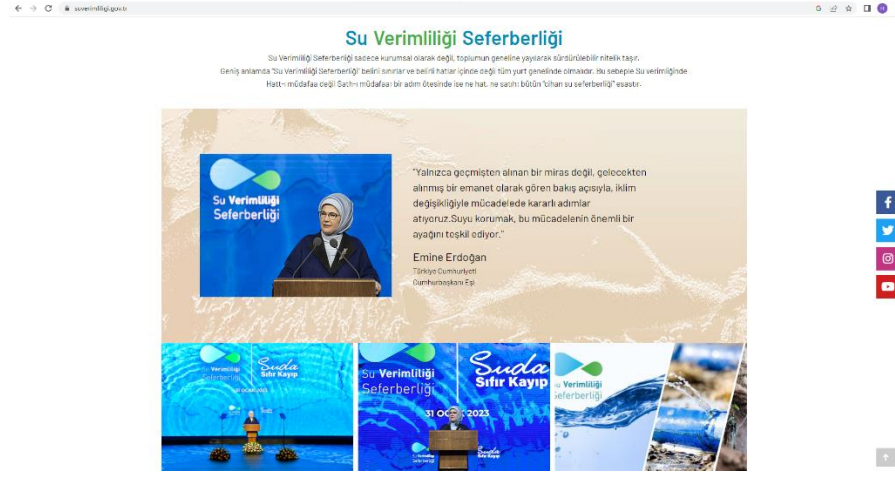 suverimliligi.gov.tr
Su Verimliliği Seferberliği
Su Verimliliği Seferberliği sadece kurumsal olarak değil, toplumun geneline yayılarak sürdürülebilir nitelik taşır.
Geniş anlamda "Su Verimliliği Seferberliği" belirli sınırlar ve belirli hatlar içinde değil tüm yurt genelinde olmalıdır. Bu sebeple Su verimliliğinde
Hatt-ı müdafaa değil Sath-ı müdafaa; bir adım ötesinde ise ne hat, ne satıh; bütün "cihan su seferberliği" esastır.
Su Verimliliği
Seferberliği
"Yalnızca geçmişten alınan bir miras değil, gelecekten
alınmış bir emanet olarak gören bakış açısıyla, iklim
değişikliğiyle mücadelede kararlı adımlar
atıyoruz.Suyu korumak, bu mücadelenin önemli bir
ayağını teşkil ediyor."
Emine Erdoğan
Türkiye Cumhuriyeti
Cumhurbaşkanı Eşi
Su Verimliliği
Seferberliği
Suda
Sıfır Kayıp
31 OCAK 2023
Su Verimliliği
Seferberliği
Suda
Sıfır Kayıp
31 OC 2023
Su Verimliliği
Seferberliği